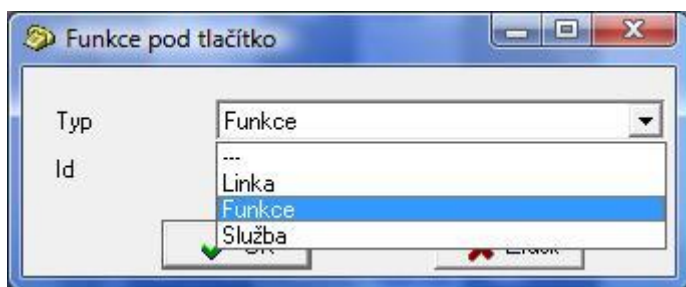 Funkce pod tlačítko
Typ
Funkce
Id
---
Linka
Funkce
Služba